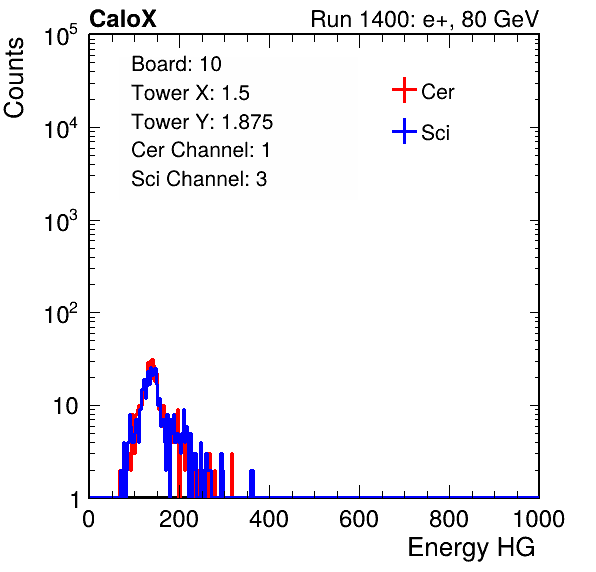 CaloX Run 1400: e+, 80 GeV
Counts
10^5
10^4
10^3
10^2
10
1
Board: 10
Tower X: 1.5
Tower Y: 1.875
Cer Channel: 1
Sci Channel: 3
Cer
Sci
0 200 400 600 800 1000
Energy HG